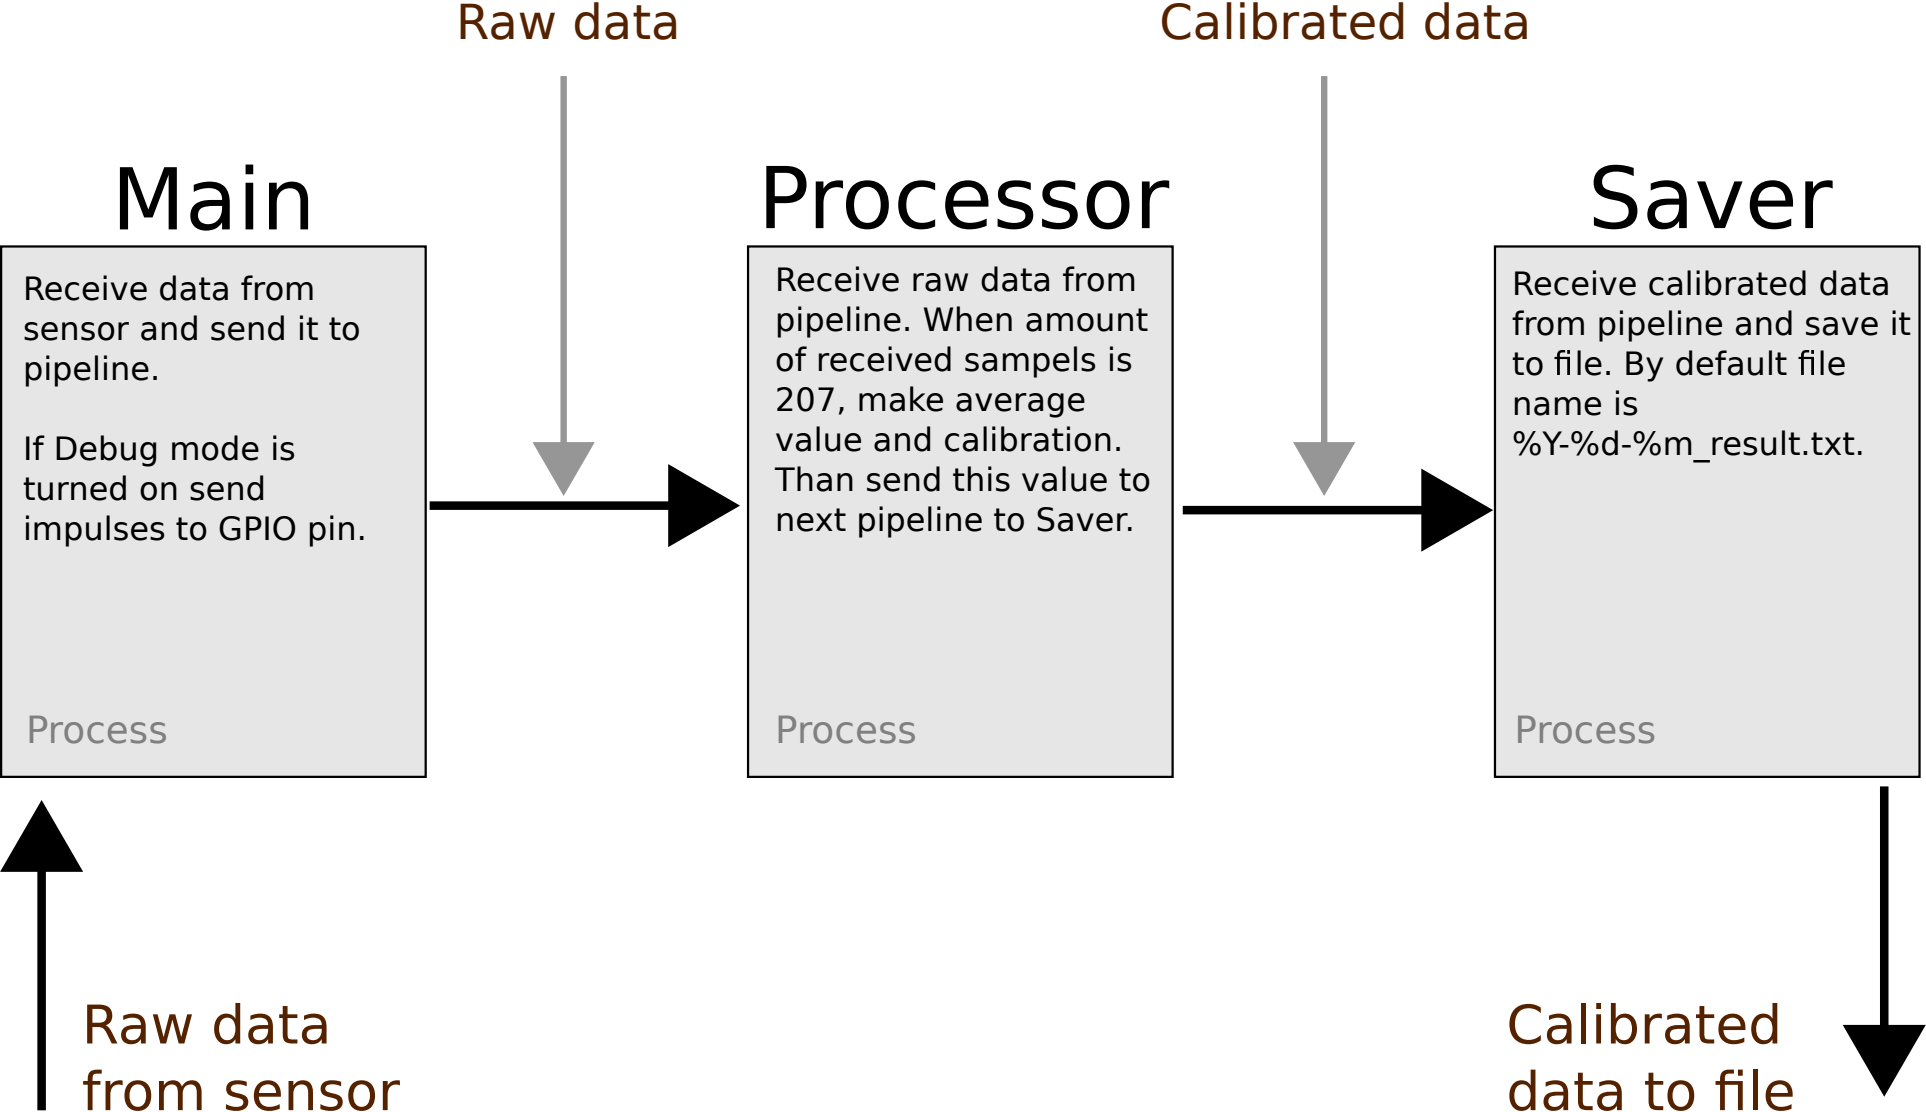 Raw data
Calibrated data
Main
Receive data from
sensor and send it to
pipeline.
If Debug mode is
turned on send
impulses to GPIO pin.
Process
Processor
Receive raw data from
pipeline. When amount
of received sampels is
207, make average
value and calibration.
Than send this value to
next pipeline to Saver.
Process
Saver
Receive calibrated data
from pipeline and save it
to file. By default file
name is
%Y-%d-%m_result.txt.
Process
Raw data
from sensor
Calibrated
data to file